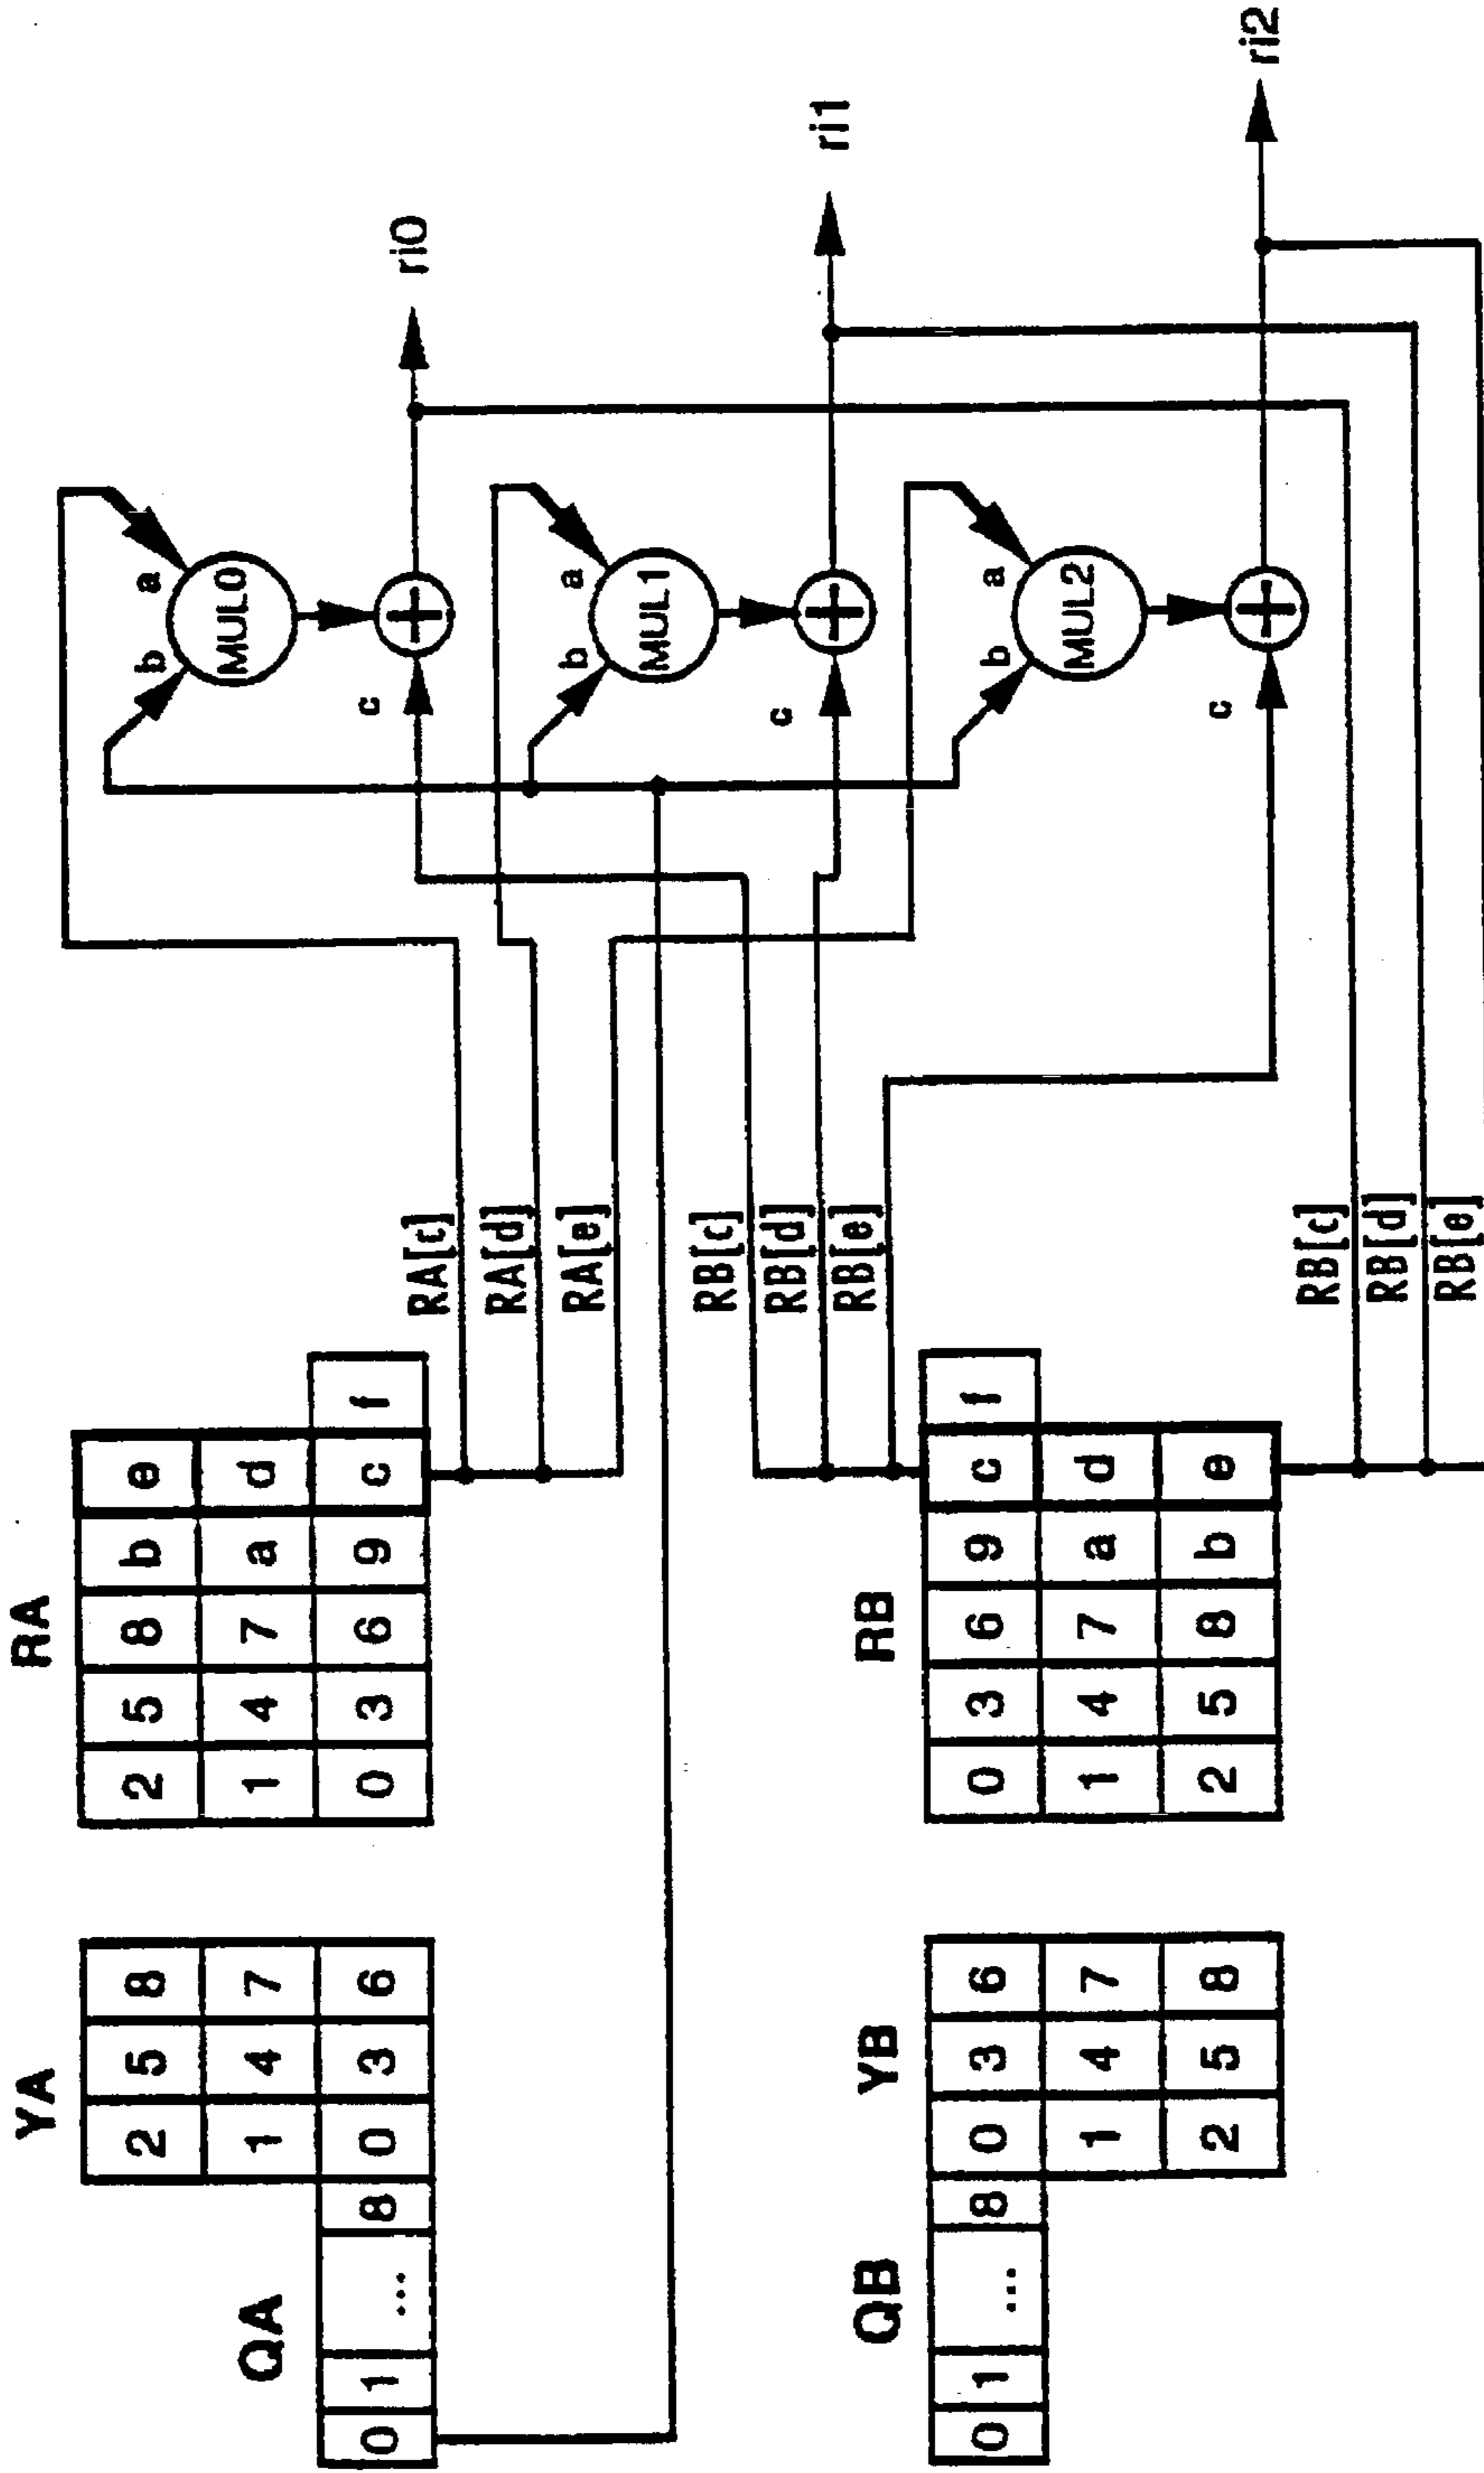 YA
2 5 8
1 4 7
0 3 6
QA
0 1 ... 8
RA
2 5 8 b e
1 4 7 a d
0 3 6 9 c f
RA[c]
RA[d]
RA[e]
b a
MUL0
c
ri0
b a
MUL1
c
ri1
b a
MUL2
c
ri2
RB[c]
RB[d]
RB[e]
QB
0 1 ... 8
YB
0 3 6
1 4 7
2 5 8
RB
0 3 6 9 c f
1 4 7 a d
2 5 8 b e
RB[c]
RB[d]
RB[e]